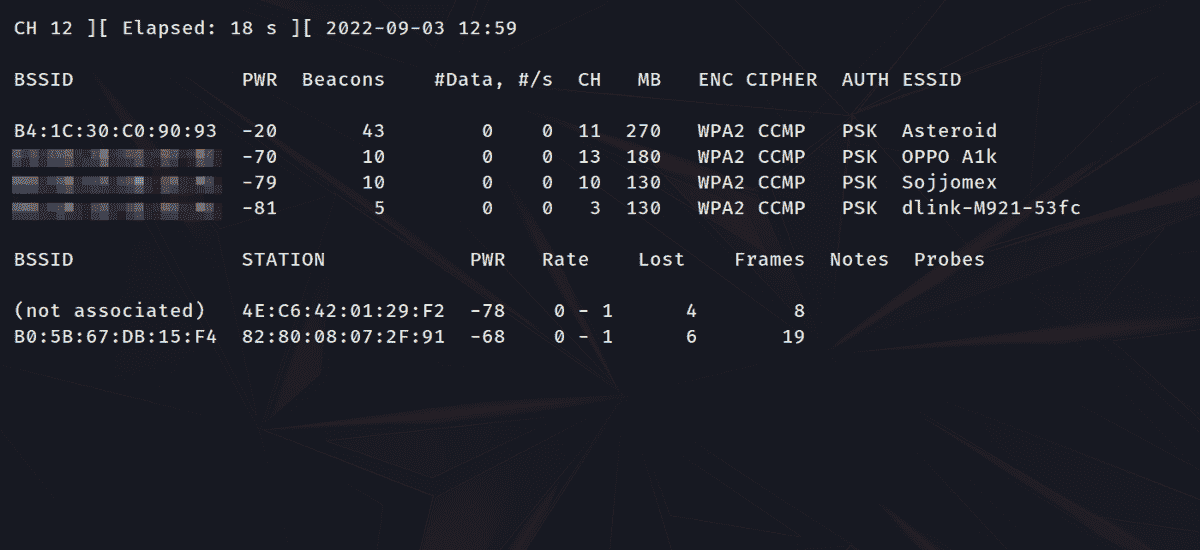 CH 12 ][ Elapsed: 18 s ][ 2022-09-03 12:59
BSSID PWR Beacons #Data, #/s CH MB ENC CIPHER AUTH ESSID
B4:1C:30:C0:90:93 -20 43 0 0 11 270 WPA2 CCMP PSK Asteroid
-70 10 0 0 13 180 WPA2 CCMP PSK OPPO A1k
-79 10 0 0 10 130 WPA2 CCMP PSK Sojjomex
-81 5 0 0 3 130 WPA2 CCMP PSK dlink-M921-53fc
BSSID STATION PWR Rate Lost Frames Notes Probes
(not associated) 4E:C6:42:01:29:F2 -78 0 - 1 4 8
B0:5B:67:DB:15:F4 82:80:08:07:2F:91 -68 0 - 1 6 19